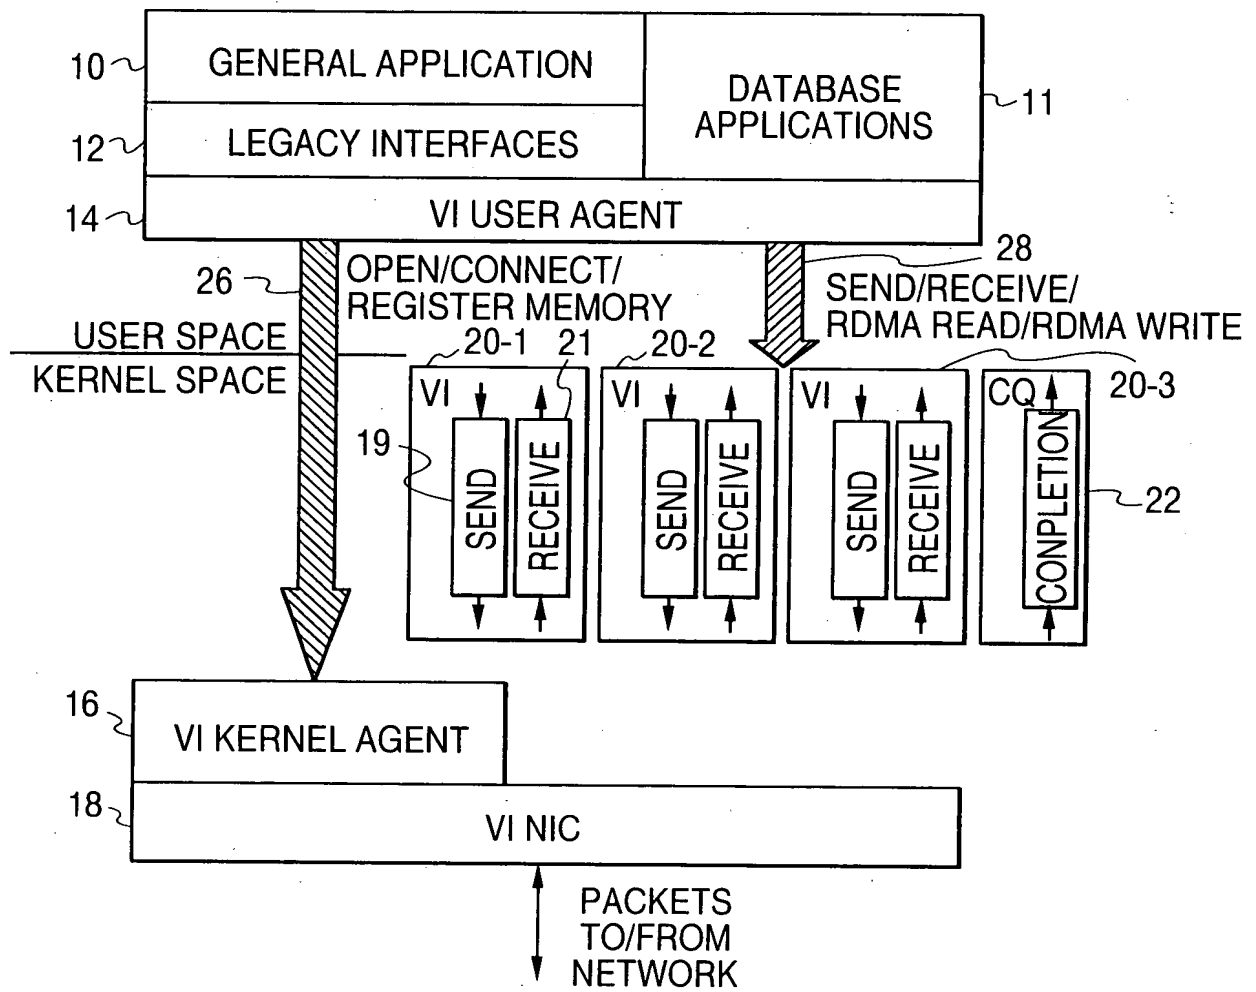 10
GENERAL APPLICATION
DATABASE
APPLICATIONS
11
12
LEGACY INTERFACES
14
VI USER AGENT
26
OPEN/CONNECT/
REGISTER MEMORY
28
SEND/RECEIVE/
RDMA READ/RDMA WRITE
USER SPACE
KERNEL SPACE
20-1
21
20-2
20-3
VI
SEND
RECEIVE
19
VI
SEND
RECEIVE
VI
SEND
RECEIVE
CQ
CONPLETION
22
16
VI KERNEL AGENT
18
VI NIC
PACKETS
TO/FROM
NETWORK